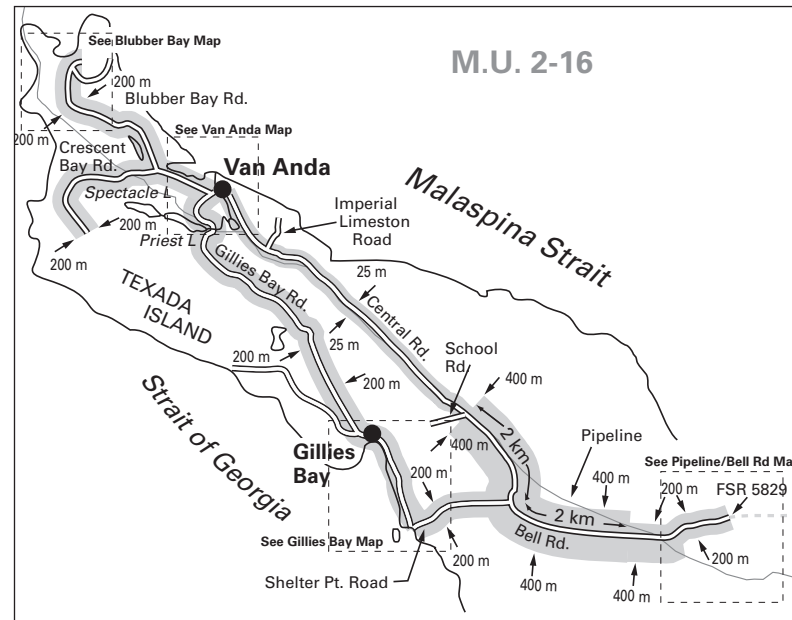 M.U. 2-16
See Blubber Bay Map
200 m
Blubber Bay Rd.
200 m
See Van Anda Map
Crescent
Bay Rd.
Van Anda
Spectacle L
Imperial
Limeston
Road
Malaspina Strait
200 m
Priest L
200 m
Gillies Bay Rd.
25 m
TEXADA
ISLAND
Central Rd.
25 m
School
Rd.
200 m
200 m
400 m
Strait of Georgia
Gillies
Bay
400 m
2 km
Pipeline
See Pipeline/Bell Rd Ma
200 m
400 m
200 m
FSR 5829
2 km
Bell Rd.
See Gillies Bay Map
200 m
200 m
Shelter Pt. Road
400 m
400 m